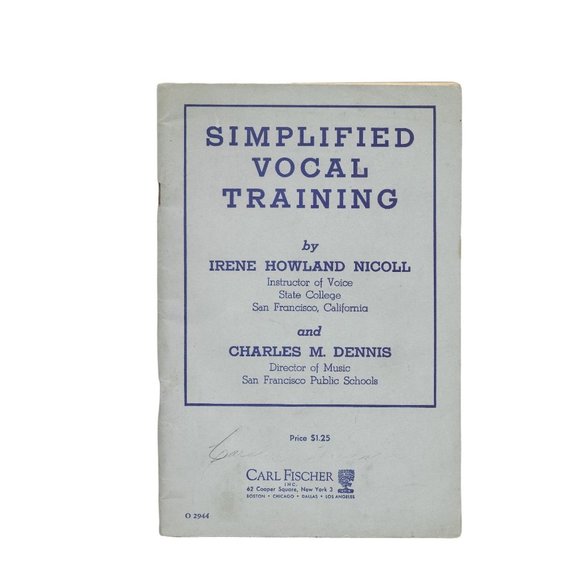 SIMPLIFIED
VOCAL
TRAINING
by
IRENE HOWLAND NICOLL
Instructor of Voice
State College
San Francisco, California
and
CHARLES M. DENNIS
Director of Music
San Francisco Public Schools
Price $1.25
CARL FISCHER
INC.
62 Cooper Square, New York 3
BOSTON • CHICAGO • DALLAS • LOS ANGELES
O 2944